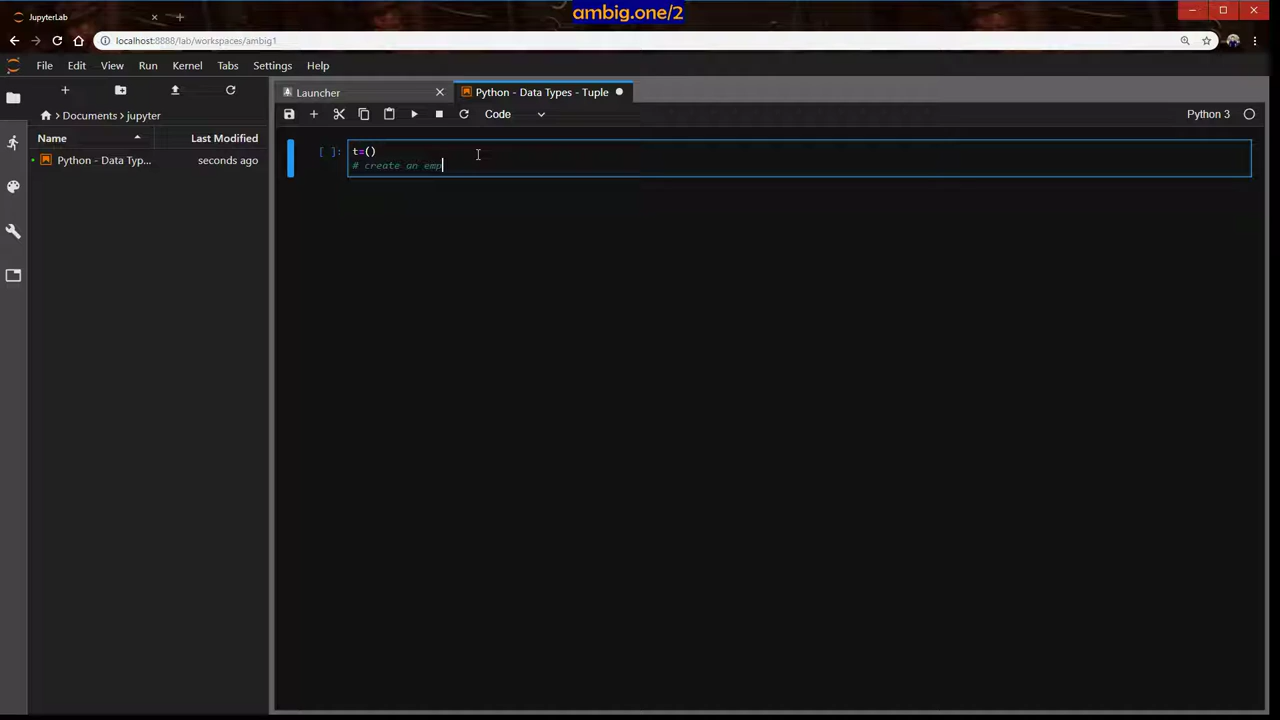 ambig.one/2
JupyterLab
localhost:8888/lab/workspaces/ambig1
File Edit View Run Kernel Tabs Settings Help
Launcher
Python - Data Types - Tuple
Documents jupyter
Code
Python 3
Name Last Modified
Python - Data Typ... seconds ago
[ ]: t=()
# create an emp